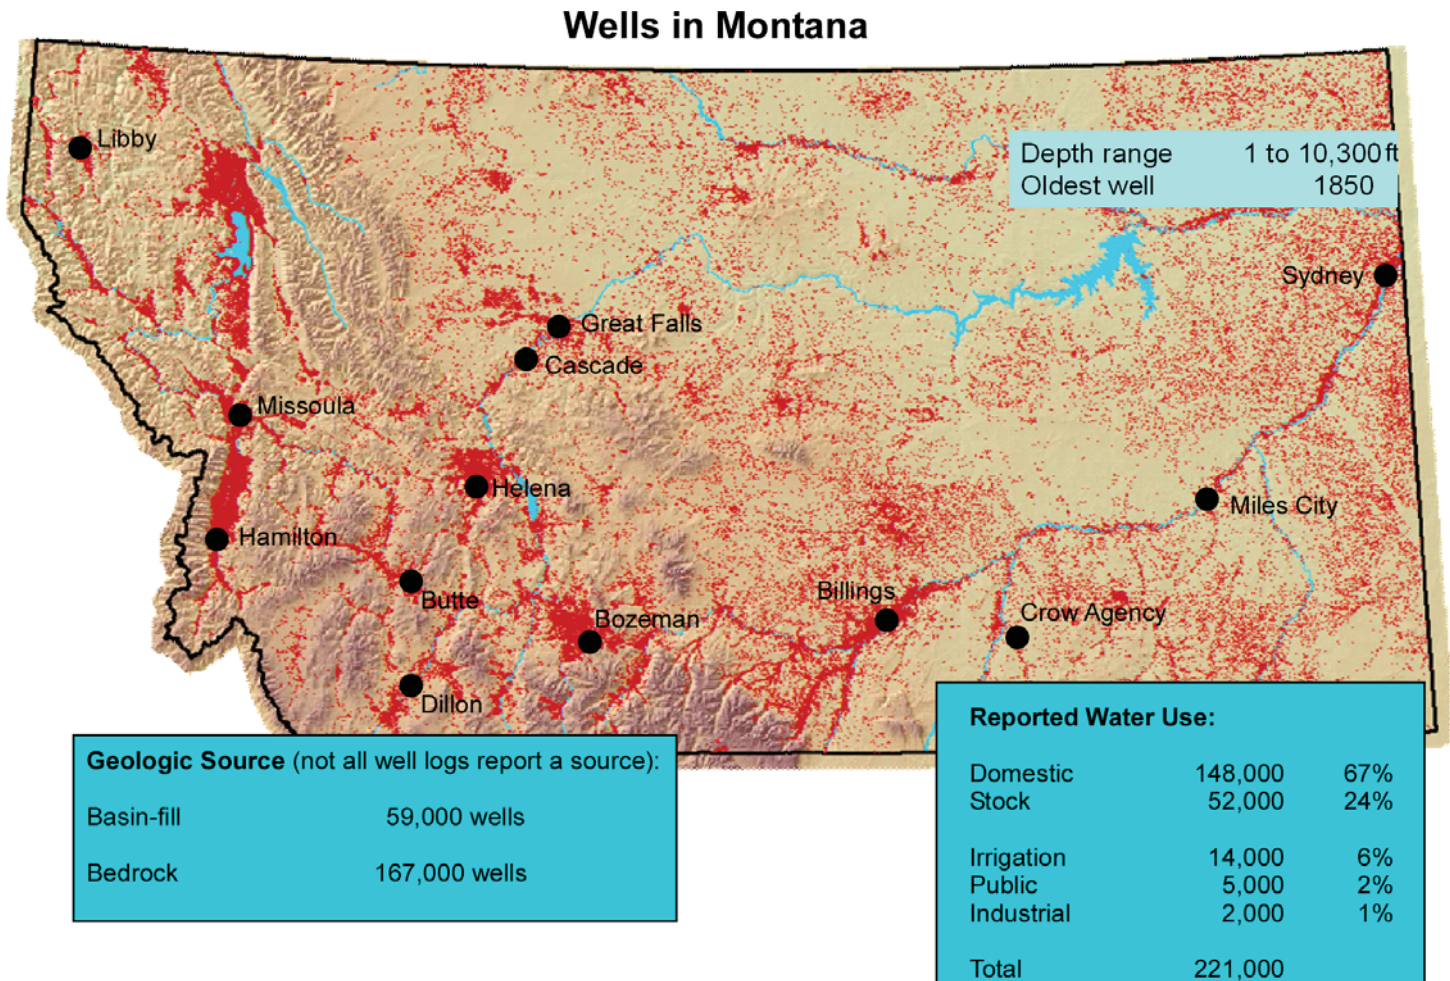 Wells in Montana
Libby
Depth range 1 to 10,300 ft
Oldest well 1850
Sydney
Great Falls
Cascade
Missoula
Helena
Miles City
Hamilton
Billings
Butte
Crow Agency
Bozeman
Dillon
Geologic Source (not all well logs report a source):
Basin-fill 59,000 wells
Bedrock 167,000 wells
Reported Water Use:
Domestic 148,000 67%
Stock 52,000 24%
Irrigation 14,000 6%
Public 5,000 2%
Industrial 2,000 1%
Total 221,000